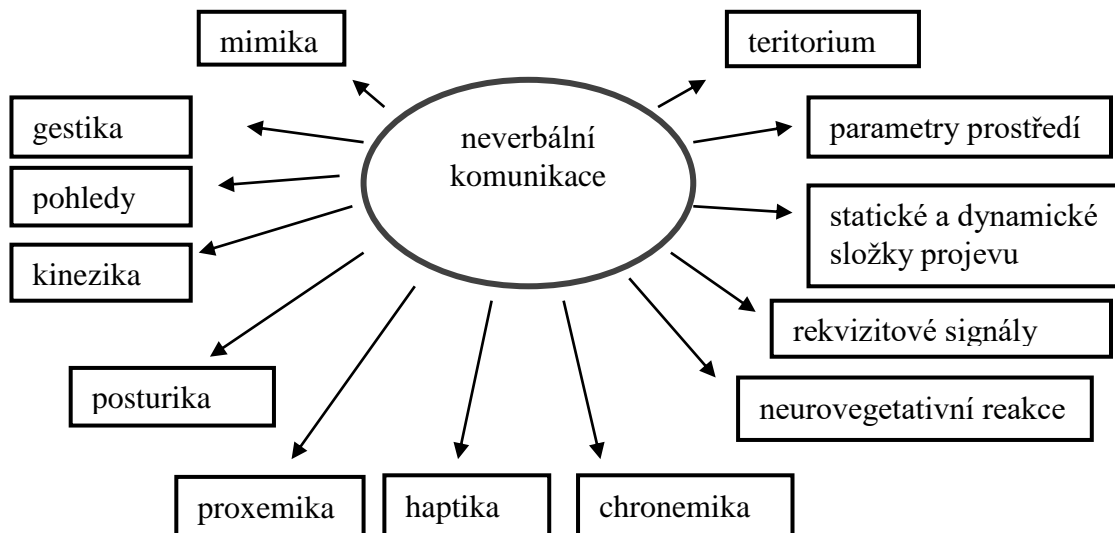 mimika
teritorium
gestika
neverbální
komunikace
parametry prostředí
pohledy
statické a dynamické
složky projevu
kinezika
rekvizitové signály
posturika
neurovegetativní reakce
proxemika
haptika
chronemika